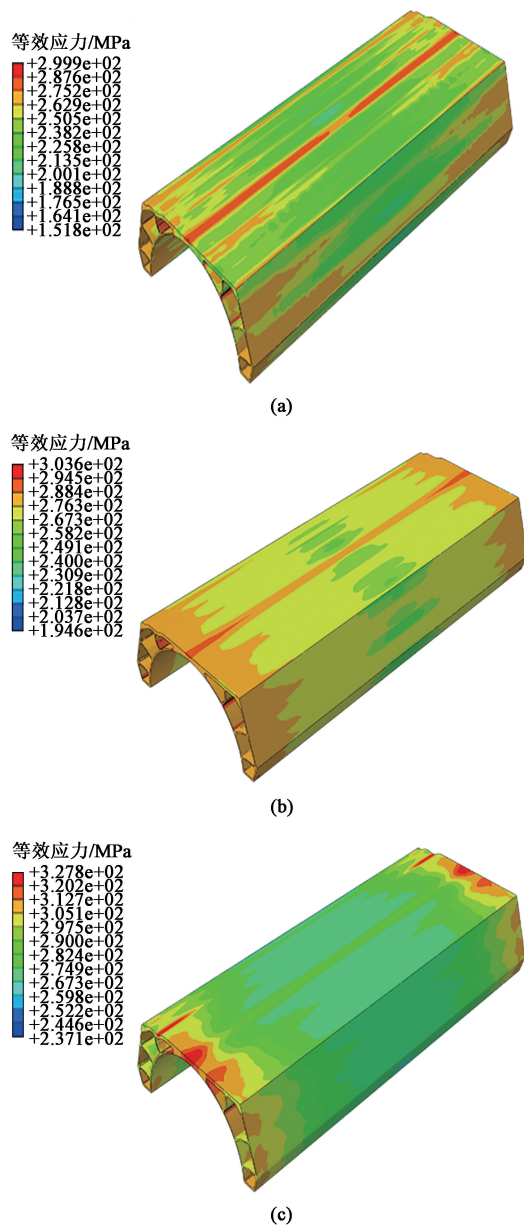 等效应力/MPa
+2.999e+02
+2.876e+02
+2.752e+02
+2.629e+02
+2.505e+02
+2.382e+02
+2.258e+02
+2.135e+02
+2.001e+02
+1.888e+02
+1.765e+02
+1.641e+02
+1.518e+02
(a)
等效应力/MPa
+3.036e+02
+2.945e+02
+2.884e+02
+2.763e+02
+2.673e+02
+2.582e+02
+2.491e+02
+2.400e+02
+2.309e+02
+2.218e+02
+2.128e+02
+2.037e+02
+1.946e+02
(b)
等效应力/MPa
+3.278e+02
+3.202e+02
+3.127e+02
+3.051e+02
+2.975e+02
+2.900e+02
+2.824e+02
+2.749e+02
+2.673e+02
+2.598e+02
+2.522e+02
+2.446e+02
+2.371e+02
(c)